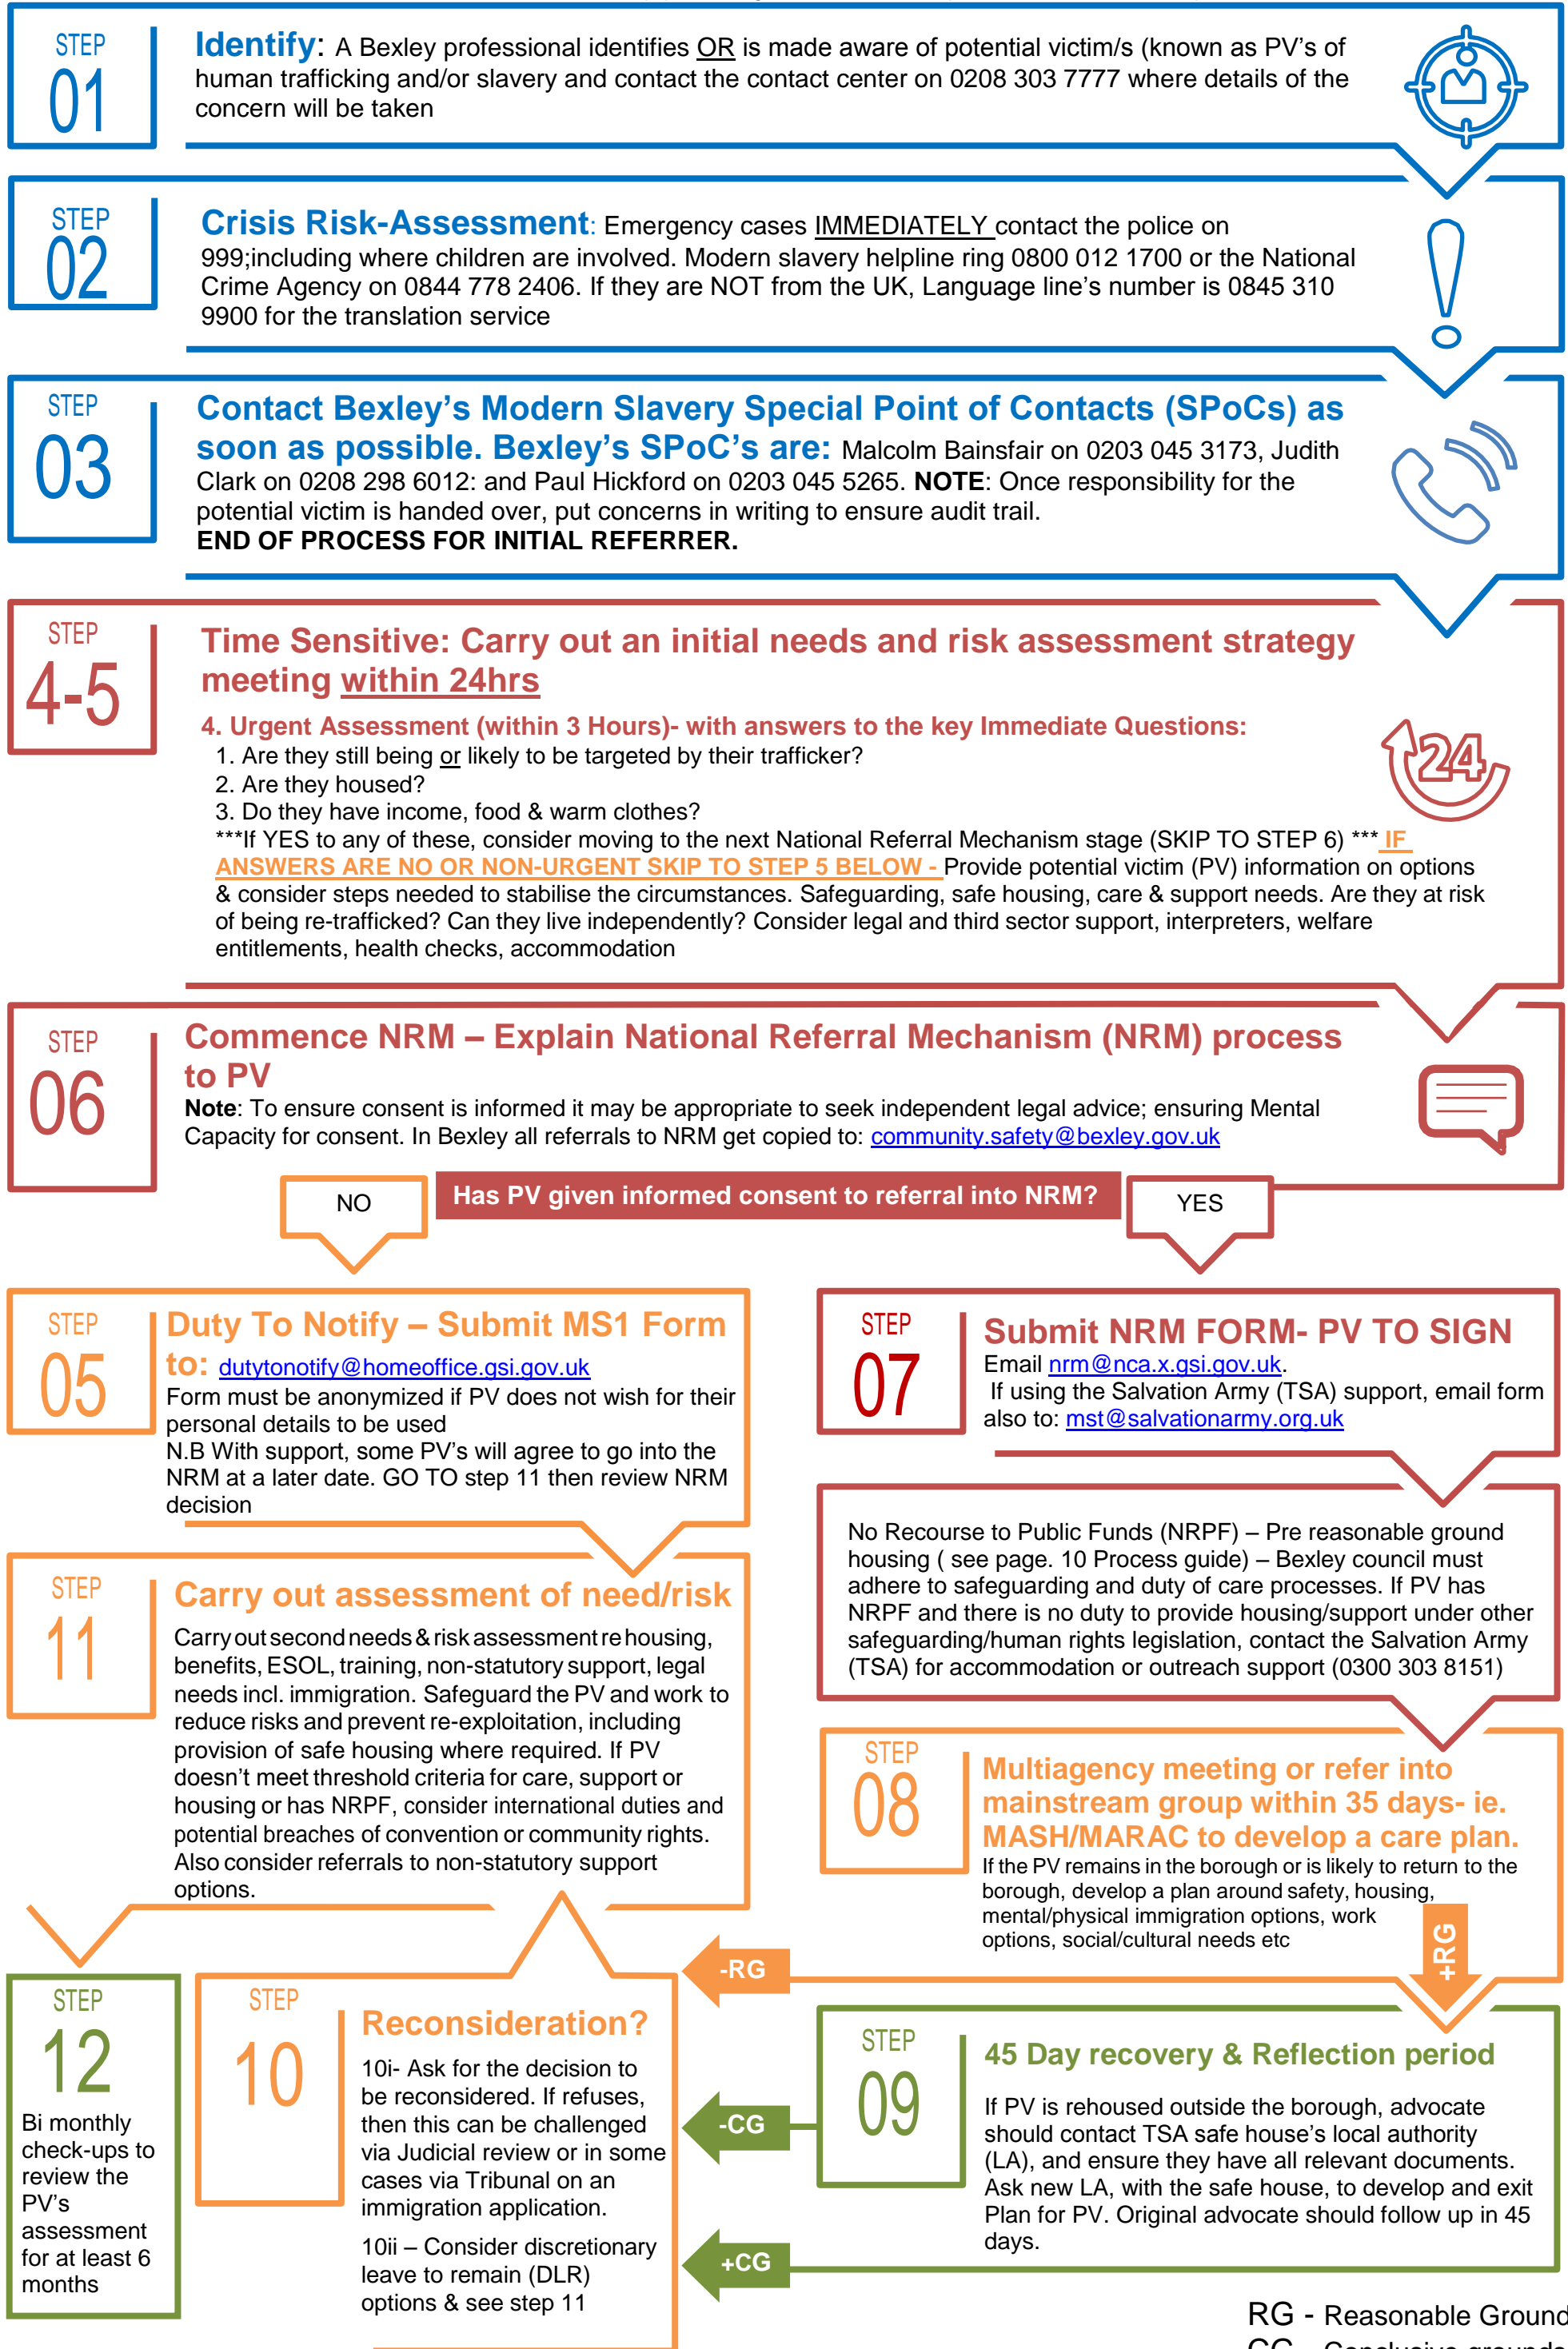 STEP
01
Identify: A Bexley professional identifies OR is made aware of potential victim/s (known as PV's of
human trafficking and/or slavery and contact the contact center on 0208 303 7777 where details of the
concern will be taken
STEP
02
Crisis Risk-Assessment: Emergency cases IMMEDIATELY contact the police on
999;including where children are involved. Modern slavery helpline ring 0800 012 1700 or the National
Crime Agency on 0844 778 2406. If they are NOT from the UK, Language line's number is 0845 310
9900 for the translation service
STEP
03
Contact Bexley's Modern Slavery Special Point of Contacts (SPoCs) as
soon as possible. Bexley's SPoC's are: Malcolm Bainsfair on 0203 045 3173, Judith
Clark on 0208 298 6012: and Paul Hickford on 0203 045 5265. NOTE: Once responsibility for the
potential victim is handed over, put concerns in writing to ensure audit trail.
END OF PROCESS FOR INITIAL REFERRER.
STEP
4-5
Time Sensitive: Carry out an initial needs and risk assessment strategy
meeting within 24hrs
4. Urgent Assessment (within 3 Hours)- with answers to the key Immediate Questions:
1. Are they still being or likely to be targeted by their trafficker?
2. Are they housed?
3. Do they have income, food & warm clothes?
***If YES to any of these, consider moving to the next National Referral Mechanism stage (SKIP TO STEP 6) *** IF
ANSWERS ARE NO OR NON-URGENT SKIP TO STEP 5 BELOW - Provide potential victim (PV) information on options
& consider steps needed to stabilise the circumstances. Safeguarding, safe housing, care & support needs. Are they at risk
of being re-trafficked? Can they live independently? Consider legal and third sector support, interpreters, welfare
entitlements, health checks, accommodation
24
STEP
06
Commence NRM – Explain National Referral Mechanism (NRM) process
to PV
Note: To ensure consent is informed it may be appropriate to seek independent legal advice; ensuring Mental
Capacity for consent. In Bexley all referrals to NRM get copied to: community.safety@bexley.gov.uk
NO
Has PV given informed consent to referral into NRM?
YES
STEP
05
Duty To Notify – Submit MS1 Form
to: dutytonotify@homeoffice.gsi.gov.uk
Form must be anonymized if PV does not wish for their
personal details to be used
N.B With support, some PV's will agree to go into the
NRM at a later date. GO TO step 11 then review NRM
decision
STEP
11
Carry out assessment of need/risk
Carry out second needs & risk assessment re housing,
benefits, ESOL, training, non-statutory support, legal
needs incl. immigration. Safeguard the PV and work to
reduce risks and prevent re-exploitation, including
provision of safe housing where required. If PV
doesn't meet threshold criteria for care, support or
housing or has NRPF, consider international duties and
potential breaches of convention or community rights.
Also consider referrals to non-statutory support
options.
STEP
12
Bi monthly
check-ups to
review the
PV's
assessment
for at least 6
months
STEP
10
Reconsideration?
10i- Ask for the decision to
be reconsidered. If refuses,
then this can be challenged
via Judicial review or in some
cases via Tribunal on an
immigration application.
10ii – Consider discretionary
leave to remain (DLR)
options & see step 11
STEP
07
Submit NRM FORM- PV TO SIGN
Email nrm@nca.x.gsi.gov.uk.
If using the Salvation Army (TSA) support, email form
also to: mst@salvationarmy.org.uk
No Recourse to Public Funds (NRPF) – Pre reasonable ground
housing ( see page. 10 Process guide) – Bexley council must
adhere to safeguarding and duty of care processes. If PV has
NRPF and there is no duty to provide housing/support under other
safeguarding/human rights legislation, contact the Salvation Army
(TSA) for accommodation or outreach support (0300 303 8151)
STEP
08
Multiagency meeting or refer into
mainstream group within 35 days- ie.
MASH/MARAC to develop a care plan.
If the PV remains in the borough or is likely to return to the
borough, develop a plan around safety, housing,
mental/physical immigration options, work
options, social/cultural needs etc
+RG
-RG
STEP
09
45 Day recovery & Reflection period
If PV is rehoused outside the borough, advocate
should contact TSA safe house's local authority
(LA), and ensure they have all relevant documents.
Ask new LA, with the safe house, to develop and exit
Plan for PV. Original advocate should follow up in 45
days.
-CG
+CG
RG - Reasonable Ground
CG - Conclusive grounds